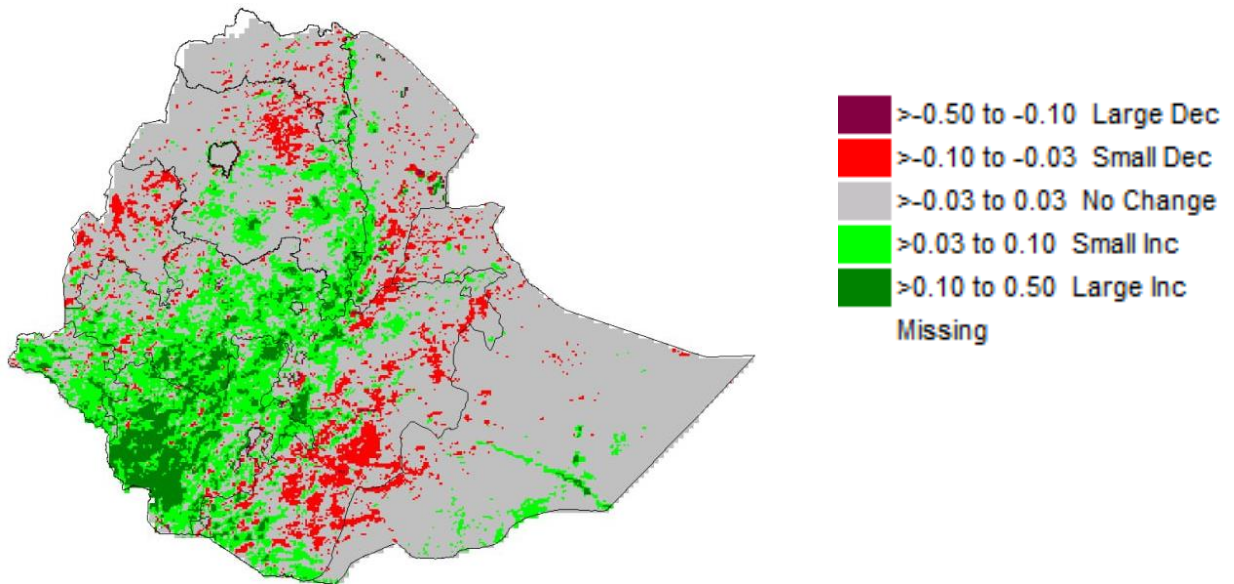 >-0.50 to -0.10 Large Dec
>-0.10 to -0.03 Small Dec
>-0.03 to 0.03 No Change
>0.03 to 0.10 Small Inc
>0.10 to 0.50 Large Inc
Missing